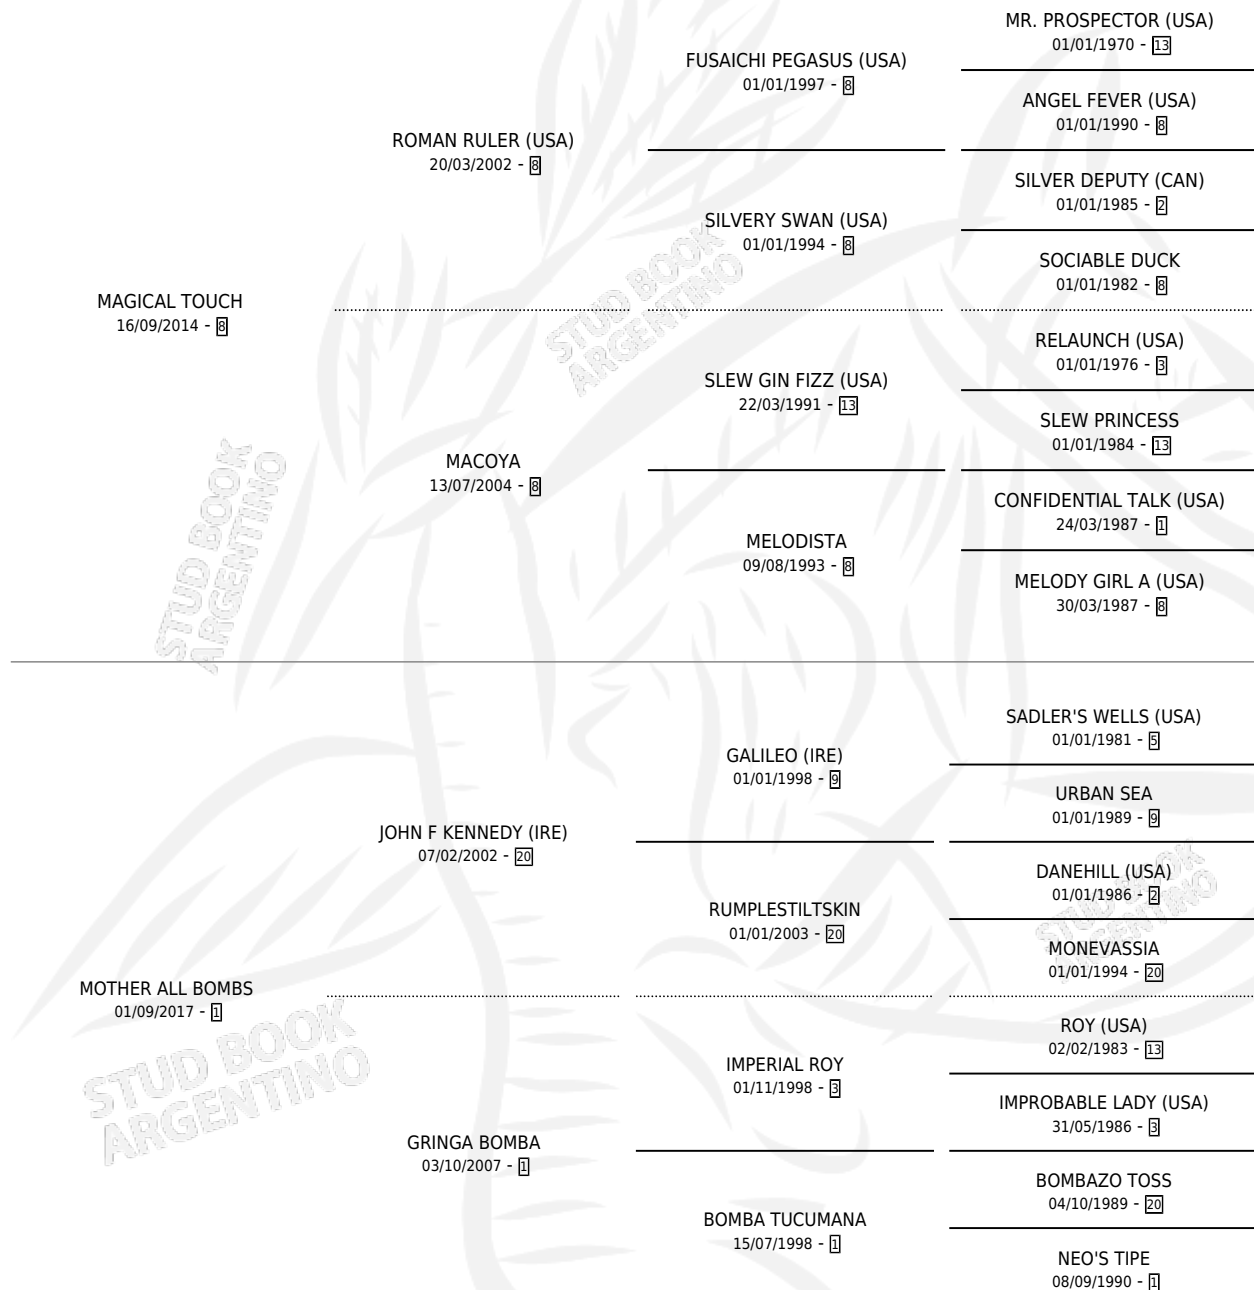 MR. PROSPECTOR (USA)
01/01/1970 - 13
FUSAICHI PEGASUS (USA)
01/01/1997 - 8
ANGEL FEVER (USA)
01/01/1990 - 8
ROMAN RULER (USA)
20/03/2002 - 8
SILVER DEPUTY (CAN)
01/01/1985 - 2
SILVERY SWAN (USA)
01/01/1994 - 8
SOCIABLE DUCK
01/01/1982 - 8
MAGICAL TOUCH
16/09/2014 - 8
STUD BOOK
ARGENTINO
RELAUNCH (USA)
01/01/1976 - 3
SLEW GIN FIZZ (USA)
22/03/1991 - 13
SLEW PRINCESS
01/01/1984 - 13
MACOYA
13/07/2004 - 8
CONFIDENTIAL TALK (USA)
24/03/1987 - 1
MELODISTA
09/08/1993 - 8
MELODY GIRL A (USA)
30/03/1987 - 8
STUD BOOK
ARGENTINO
SADLER'S WELLS (USA)
01/01/1981 - 5
GALILEO (IRE)
01/01/1998 - 9
URBAN SEA
01/01/1989 - 9
JOHN F KENNEDY (IRE)
07/02/2002 - 20
DANEHILL (USA)
01/01/1986 - 2
RUMPLESTILTSKIN
01/01/2003 - 20
STUD BOOK
ARGENTINO
MONEVASSIA
01/01/1994 - 20
MOTHER ALL BOMBS
01/09/2017 - 1
STUD BOOK
ARGENTINO
ROY (USA)
02/02/1983 - 13
IMPERIAL ROY
01/11/1998 - 3
IMPROBABLE LADY (USA)
31/05/1986 - 3
GRINGA BOMBA
03/10/2007 - 1
BOMBAZO TOSS
04/10/1989 - 20
BOMBA TUCUMANA
15/07/1998 - 1
NEO'S TIPE
08/09/1990 - 1